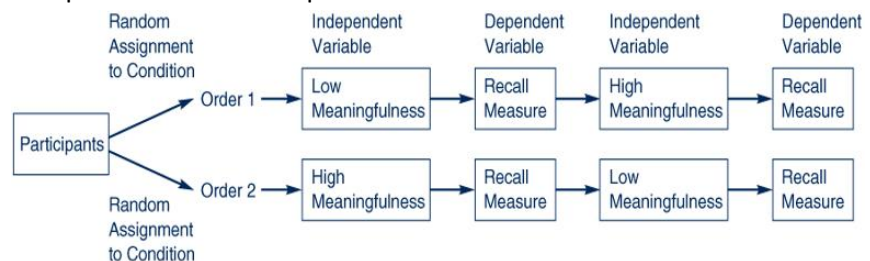 Random
Assignment
to Condition
Independent
Variable
Dependent
Variable
Independent
Variable
Dependent
Variable
Participants
Order 1
Low
Meaningfulness
Recall
Measure
High
Meaningfulness
Recall
Measure
Order 2
High
Meaningfulness
Recall
Measure
Low
Meaningfulness
Recall
Measure
Random
Assignment
to Condition